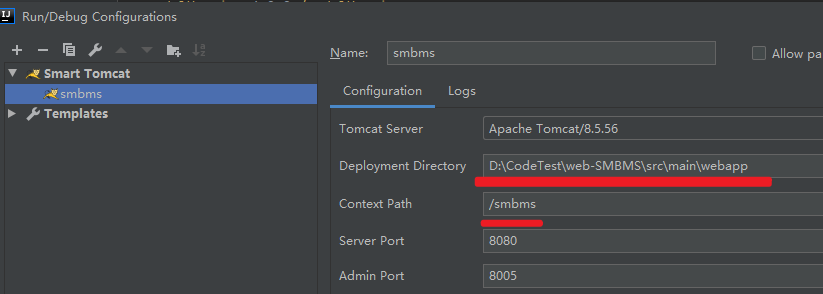 IJ Run/Debug Configurations
Name: smbms Allow pa
Smart Tomcat
smbms
Templates
Configuration Logs
Tomcat Server Apache Tomcat/8.5.56
Deployment Directory D:\CodeTest\web-SMBMS\src\main\webapp
Context Path /smbms
Server Port 8080
Admin Port 8005